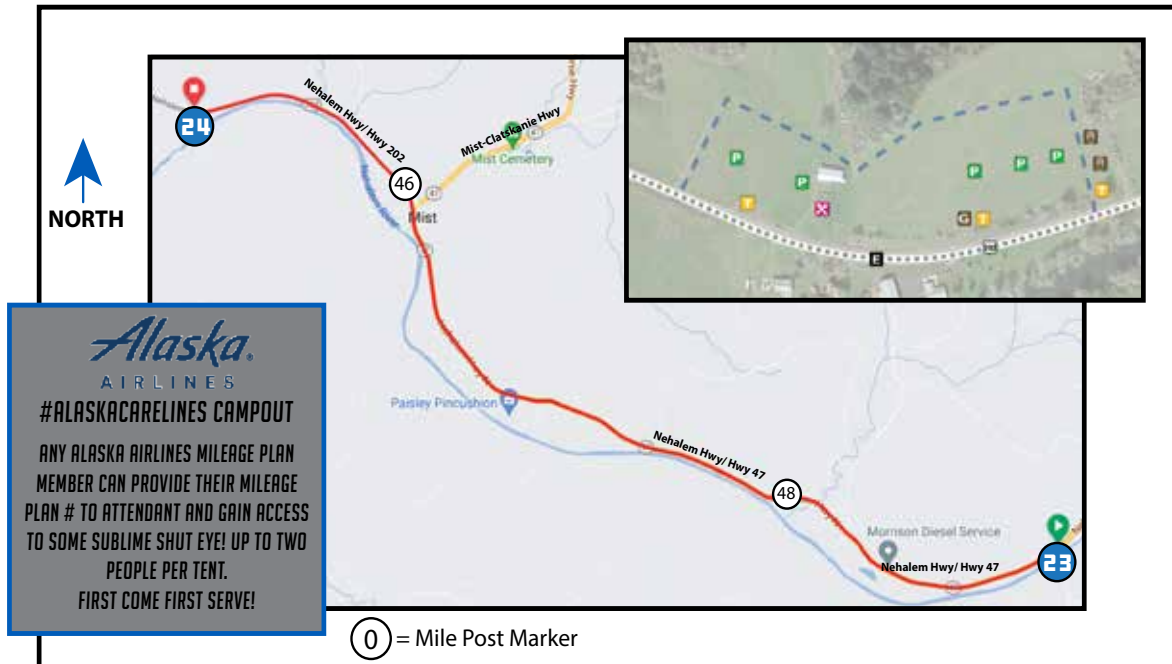 24
Nehalem Hwy/ Hwy 202
Mist-Clatskanie Hwy
Mist Cemetery
47
46
47
Mist
NORTH
P
P
P
P
P
T
T
T
G
E
202
Alaska.
AIRLINES
#ALASKACARELINES CAMPOUT
ANY ALASKA AIRLINES MILEAGE PLAN
MEMBER CAN PROVIDE THEIR MILEAGE
PLAN # TO ATTENDANT AND GAIN ACCESS
TO SOME SUBLIME SHUT EYE! UP TO TWO
PEOPLE PER TENT.
FIRST COME FIRST SERVE!
Paisley Pincushion
Nehalem Hwy/ Hwy 47
48
Morrison Diesel Service
Nehalem Hwy/ Hwy 47
23
0 = Mile Post Marker